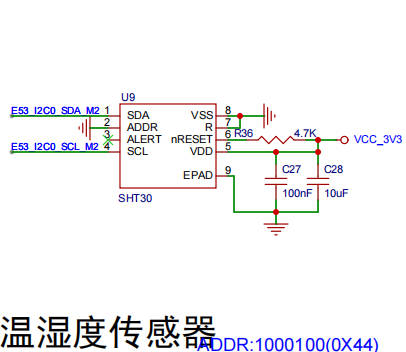 U9
E53_I2C0_SDA_M2 1 SDA VSS 8
2 ADDR R 7
3 ALERT nRESET 6 R36 4.7K VCC_3V3
E53_I2C0_SCL_M2 4 SCL VDD 5
EPAD 9 C27 C28
100nF 10uF
SHT30
温湿度传感器
ADDR:1000100(0X44)